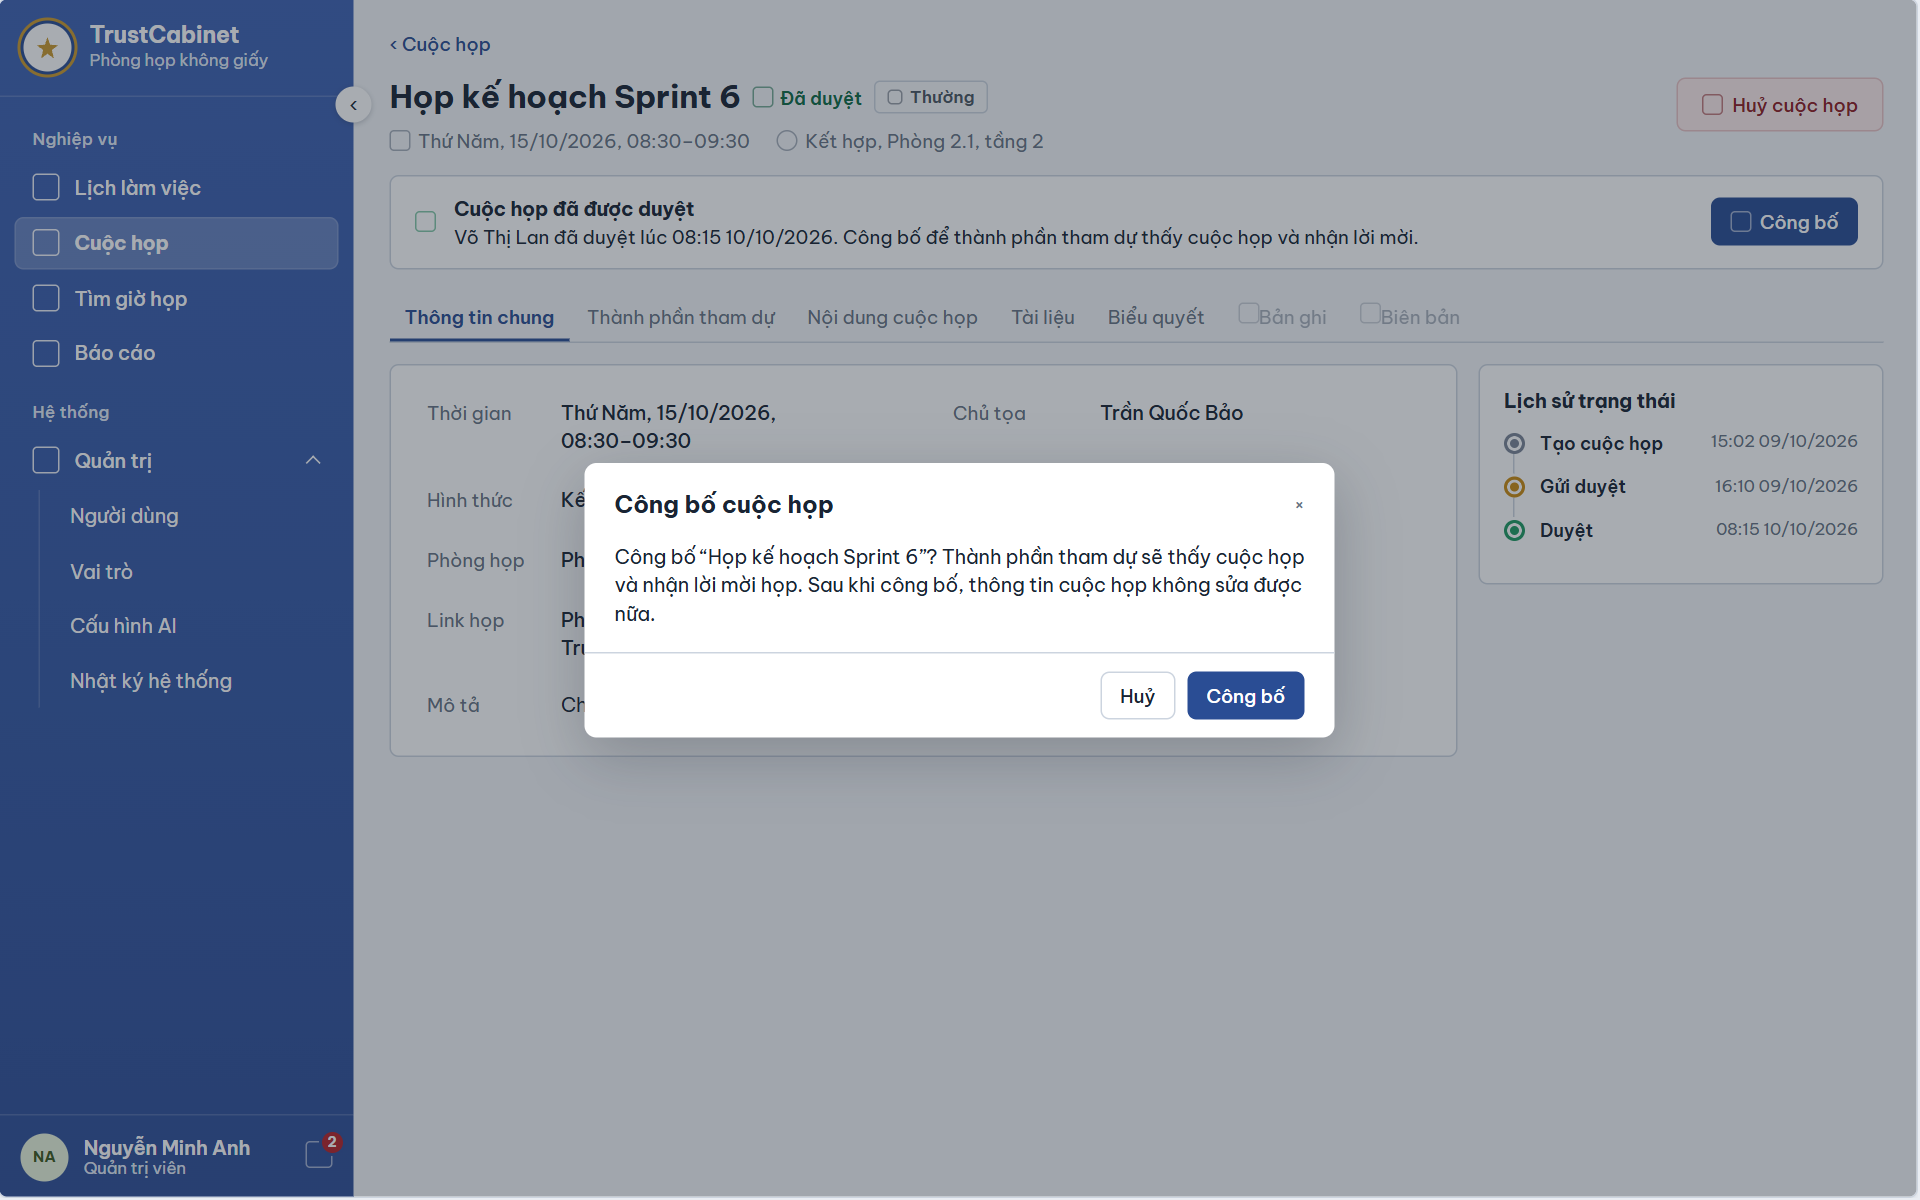 TrustCabinet
Phòng họp không giấy
Nghiệp vụ
Lịch làm việc
Cuộc họp
Tìm giờ họp
Báo cáo
Hệ thống
Quản trị
Người dùng
Vai trò
Cấu hình AI
Nhật ký hệ thống
NA
Nguyễn Minh Anh
Quản trị viên
2
‹ Cuộc họp
Họp kế hoạch Sprint 6
Đã duyệt
Thường
Huỷ cuộc họp
Thứ Năm, 15/10/2026, 08:30–09:30
Kết hợp, Phòng 2.1, tầng 2
Cuộc họp đã được duyệt
Võ Thị Lan đã duyệt lúc 08:15 10/10/2026. Công bố để thành phần tham dự thấy cuộc họp và nhận lời mời.
Công bố
Thông tin chung
Thành phần tham dự
Nội dung cuộc họp
Tài liệu
Biểu quyết
Bản ghi
Biên bản
Thời gian
Thứ Năm, 15/10/2026,
08:30–09:30
Chủ tọa
Trần Quốc Bảo
Hình thức
Phòng họp
Link họp
Mô tả
Lịch sử trạng thái
Tạo cuộc họp
15:02 09/10/2026
Gửi duyệt
16:10 09/10/2026
Duyệt
08:15 10/10/2026
Công bố cuộc họp
×
Công bố “Họp kế hoạch Sprint 6”? Thành phần tham dự sẽ thấy cuộc họp
và nhận lời mời họp. Sau khi công bố, thông tin cuộc họp không sửa được
nữa.
Huỷ
Công bố